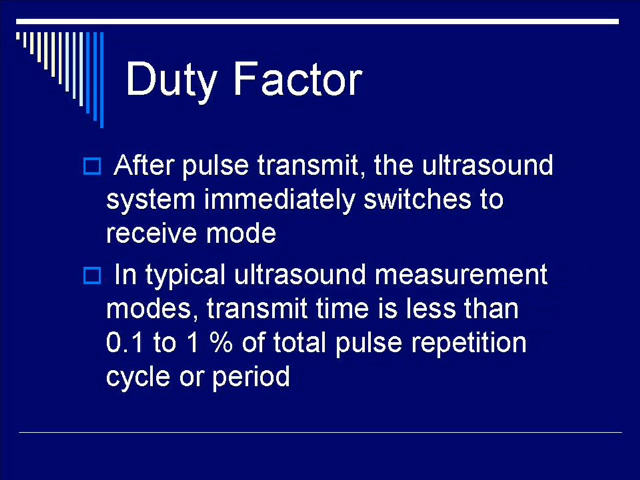 Duty Factor
After pulse transmit, the ultrasound
system immediately switches to
receive mode
In typical ultrasound measurement
modes, transmit time is less than
0.1 to 1 % of total pulse repetition
cycle or period